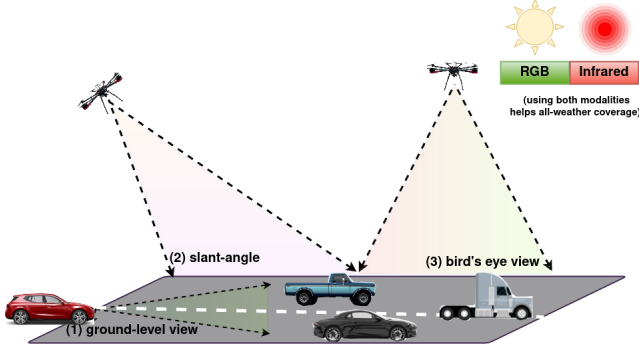 RGB
Infrared
(using both modalities
helps all-weather coverage)
(2) slant-angle
(3) bird's eye view
(1) ground-level view